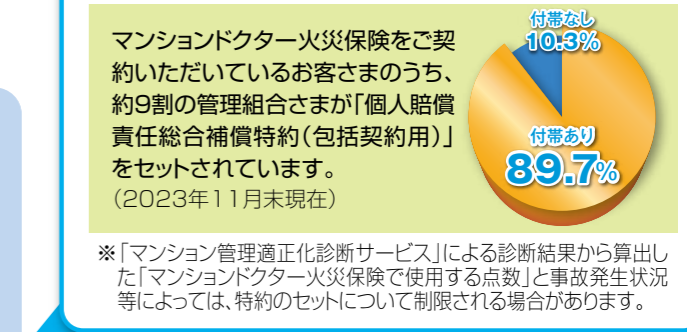 マンションドクター火災保険をご契
約いただいているお客さまのうち、
約9割の管理組合さまが「個人賠償
責任総合補償特約(包括契約用)」
をセットされています。
(2023年11月末現在)
付帯なし
10.3%
付帯あり
89.7%
※「マンション管理適正化診断サービス」による診断結果から算出し
た「マンションドクター火災保険で使用する点数」と事故発生状況
等によっては、特約のセットについて制限される場合があります。